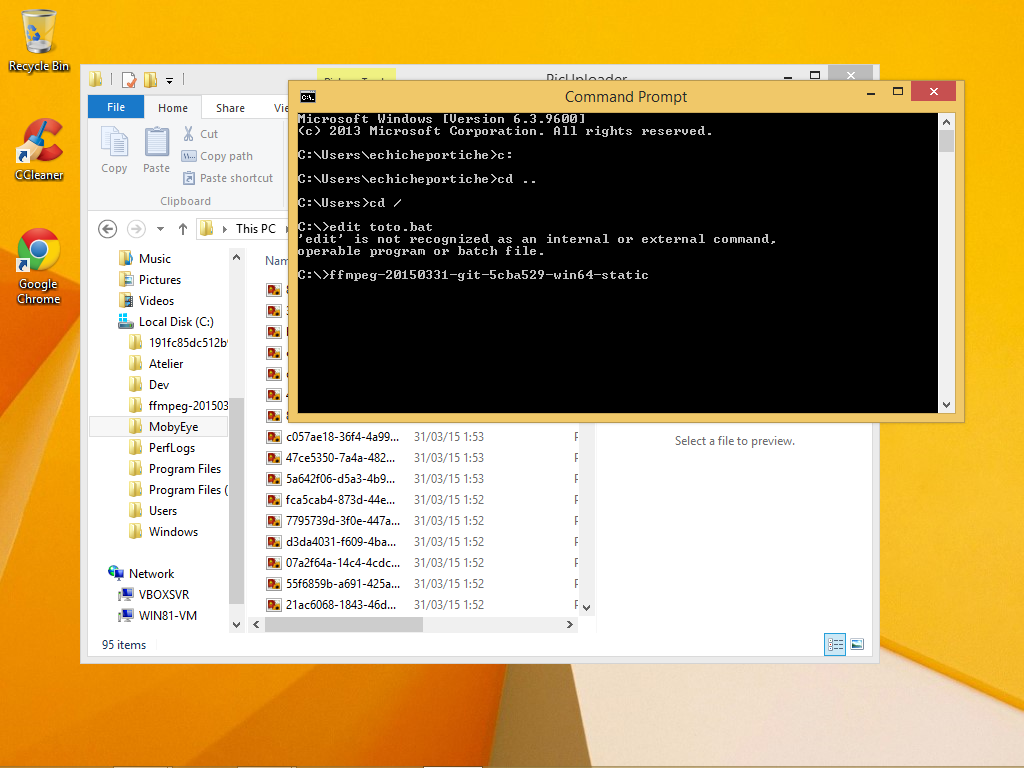 Recycle Bin
CCleaner
Google
Chrome
PicUploader
File
Home
Share
Copy
Paste
Cut
Copy path
Paste shortcut
Clipboard
This PC
Music
Pictures
Videos
Local Disk (C:)
Atelier
Dev
ffmpeg-201503
MobyEye
PerfLogs
Program Files
Program Files (
Users
Windows
Network
VBOXSVR
WIN81-VM
95 items
c057ae18-36f4-4a99... 31/03/15 1:53
47ce5350-7a4a-482... 31/03/15 1:53
5a642f06-d5a3-4b9... 31/03/15 1:53
fca5cab4-873d-44e... 31/03/15 1:52
7795739d-3f0e-447a... 31/03/15 1:52
d3da4031-f609-4ba... 31/03/15 1:52
07a2f64a-14c4-4cdc... 31/03/15 1:52
55f6859b-a691-425a... 31/03/15 1:52
21ac6068-1843-46d... 31/03/15 1:52
Select a file to preview.
Command Prompt
Microsoft Windows [Version 6.3.9600]
(c) 2013 Microsoft Corporation. All rights reserved.
C:\Users\echicheportiche>c:
C:\Users\echicheportiche>cd ..
C:\Users>cd /
C:\>edit toto.bat
'edit' is not recognized as an internal or external command,
operable program or batch file.
C:\>ffmpeg-20150331-git-5cba529-win64-static